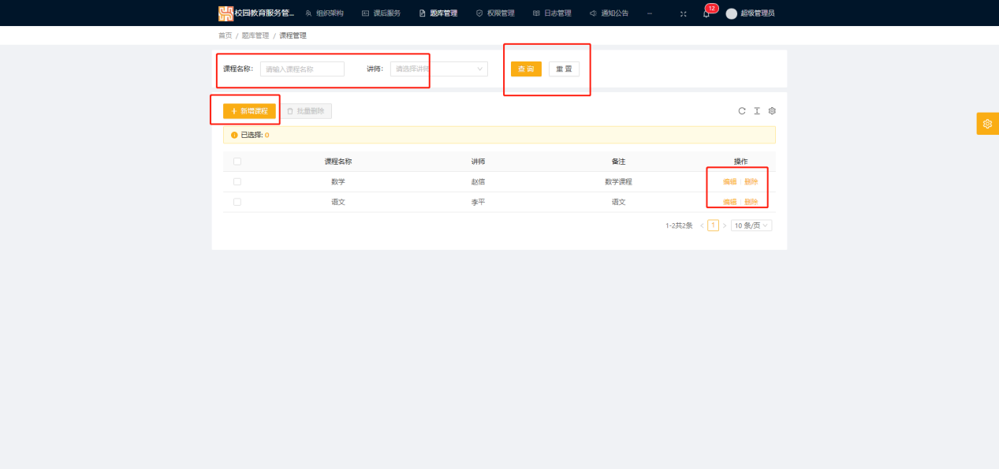 校园教育服务管... 组织架构 课后服务 题库管理 权限管理 日志管理 通知公告 12 超级管理员
首页 / 题库管理 / 课程管理
课程名称: 请输入课程名称 讲师: 请选择讲师 查 询 重 置
+ 新增课程 批量删除
已选择: 0
课程名称 讲师 备注 操作
数学 赵信 数学课程 编辑 删除
语文 李平 语文 编辑 删除
1-2共2条 < 1 > 10 条/页